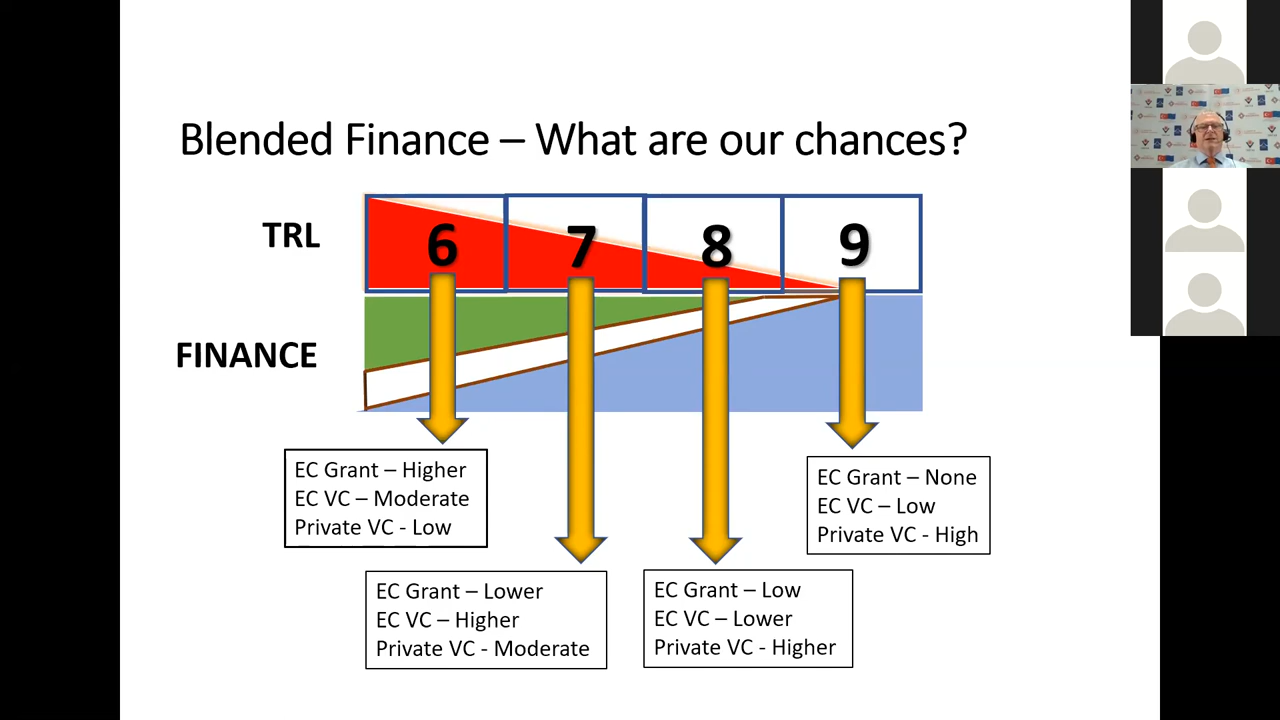 Blended Finance – What are our chances?
TRL
6 7 8 9
FINANCE
EC Grant – Higher
EC VC – Moderate
Private VC - Low
EC Grant – None
EC VC – Low
Private VC - High
EC Grant – Lower
EC VC – Higher
Private VC - Moderate
EC Grant – Low
EC VC – Lower
Private VC - Higher